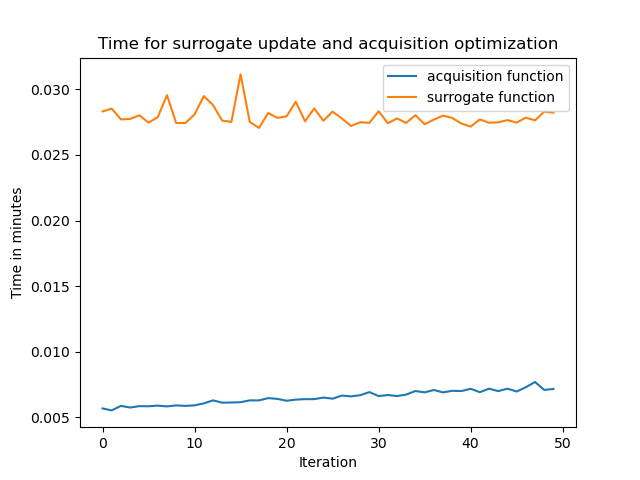 Time for surrogate update and acquisition optimization
acquisition function
surrogate function
0.030
0.025
0.020
0.015
0.010
0.005
Time in minutes
0 10 20 30 40 50
Iteration